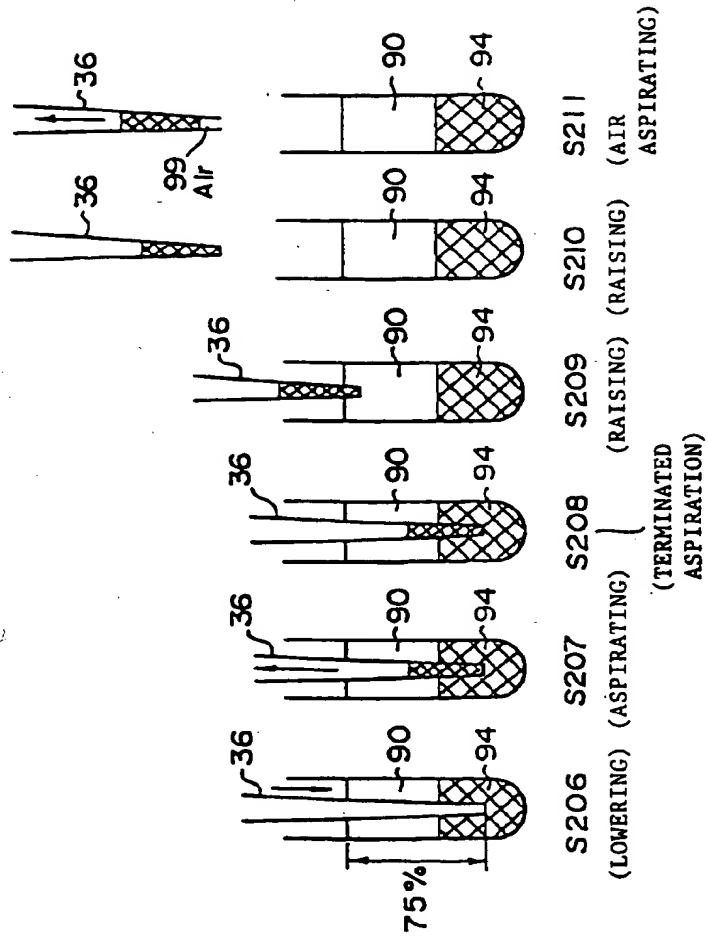 36
36
36
36
36
36
99
Air
75%
90
90
90
90
90
90
94
94
94
94
94
94
S206
S207
S208
S209
S210
S211
(LOWERING)
(ASPIRATING)
(TERMINATED
ASPIRATION)
(RAISING)
(RAISING)
(AIR
ASPIRATING)